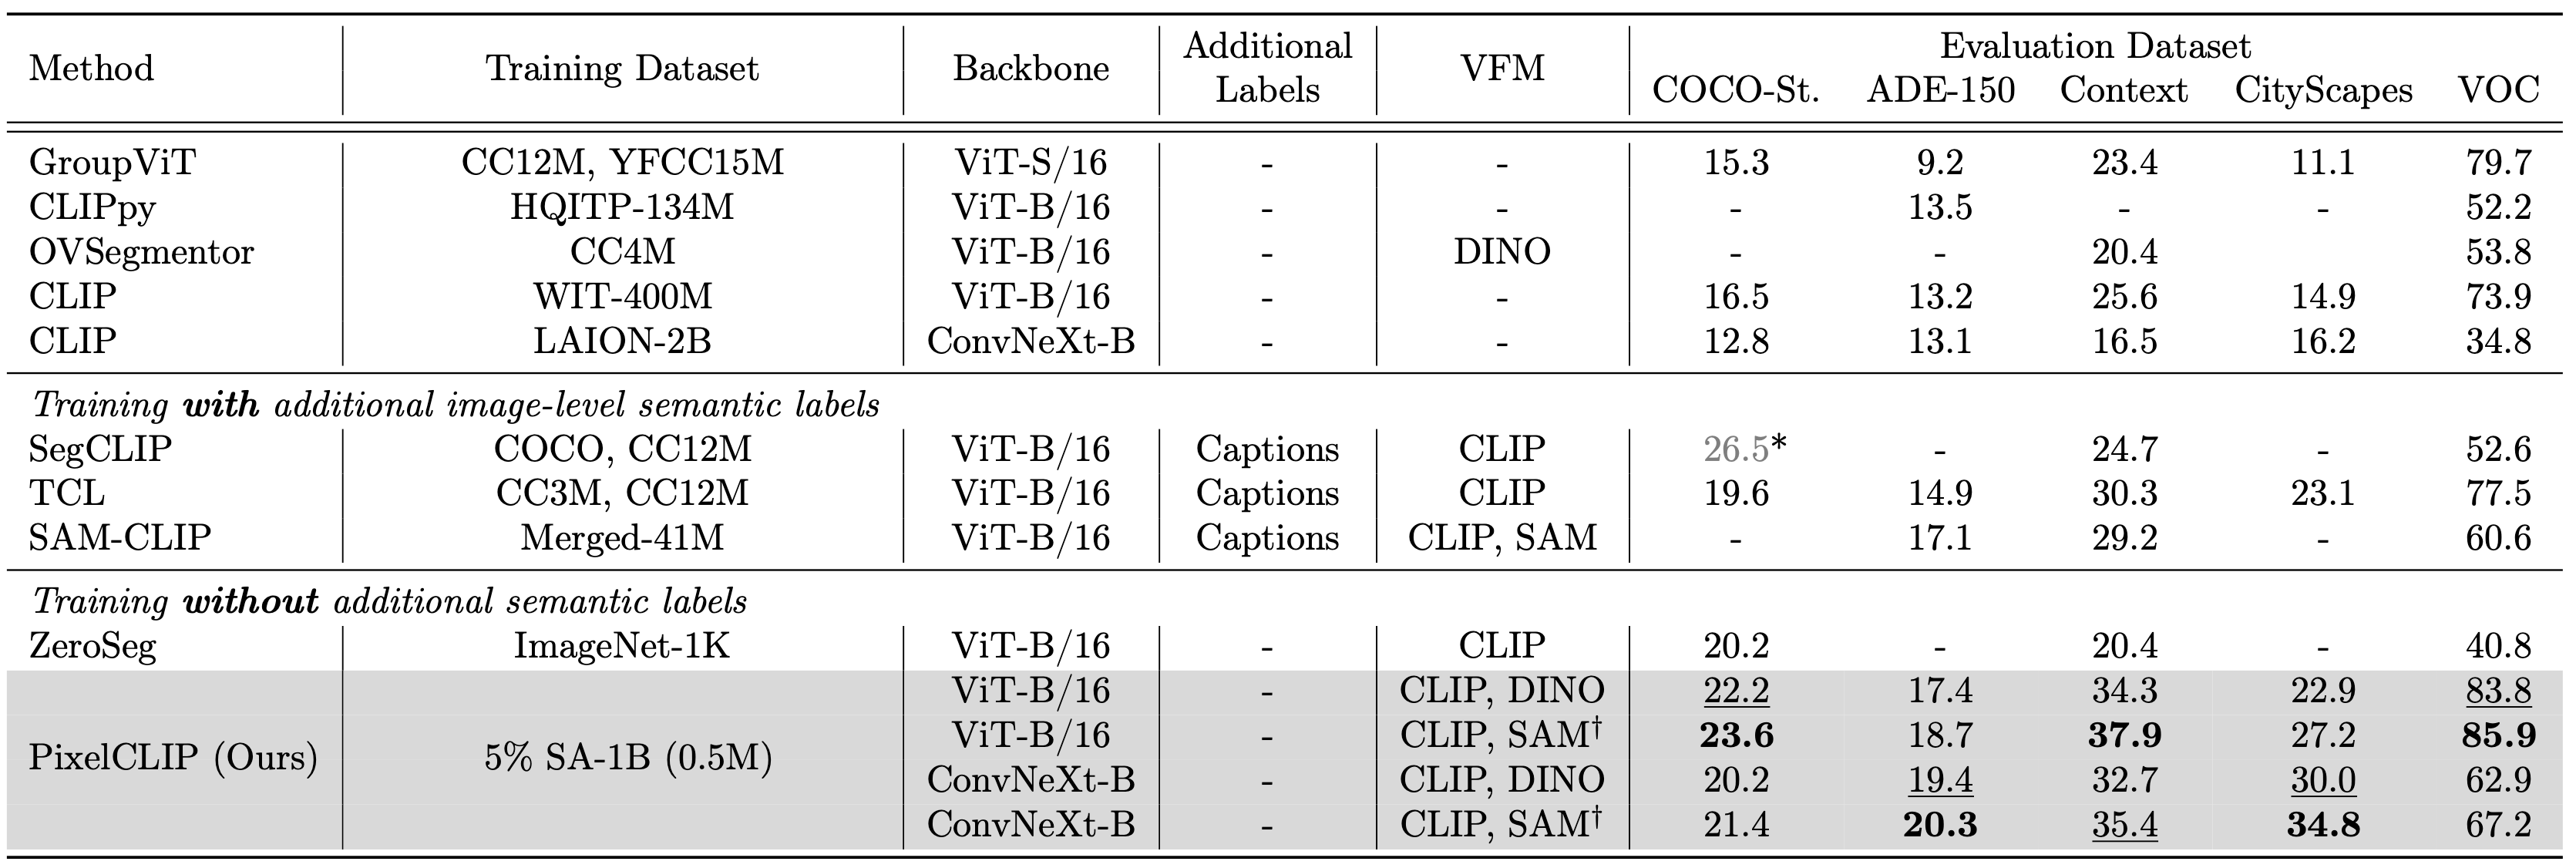 Method Training Dataset Backbone Additional Labels VFM Evaluation Dataset
COCO-St. ADE-150 Context CityScapes VOC
GroupViT CC12M, YFCC15M ViT-S/16 - - 15.3 9.2 23.4 11.1 79.7
CLIPpy HQITP-134M ViT-B/16 - - - 13.5 - - 52.2
OVSegmentor CC4M ViT-B/16 - DINO - - 20.4 53.8
CLIP WIT-400M ViT-B/16 - - 16.5 13.2 25.6 14.9 73.9
CLIP LAION-2B ConvNeXt-B - - 12.8 13.1 16.5 16.2 34.8
Training with additional image-level semantic labels
SegCLIP COCO, CC12M ViT-B/16 Captions CLIP 26.5* - 24.7 - 52.6
TCL CC3M, CC12M ViT-B/16 Captions CLIP 19.6 14.9 30.3 23.1 77.5
SAM-CLIP Merged-41M ViT-B/16 Captions CLIP, SAM - 17.1 29.2 - 60.6
Training without additional semantic labels
ZeroSeg ImageNet-1K ViT-B/16 - CLIP 20.2 - 20.4 - 40.8
PixelCLIP (Ours) 5% SA-1B (0.5M)
ViT-B/16 - CLIP, DINO 22.2 17.4 34.3 22.9 83.8
ViT-B/16 - CLIP, SAM† 23.6 18.7 37.9 27.2 85.9
ConvNeXt-B - CLIP, DINO 20.2 19.4 32.7 30.0 62.9
ConvNeXt-B - CLIP, SAM† 21.4 20.3 35.4 34.8 67.2